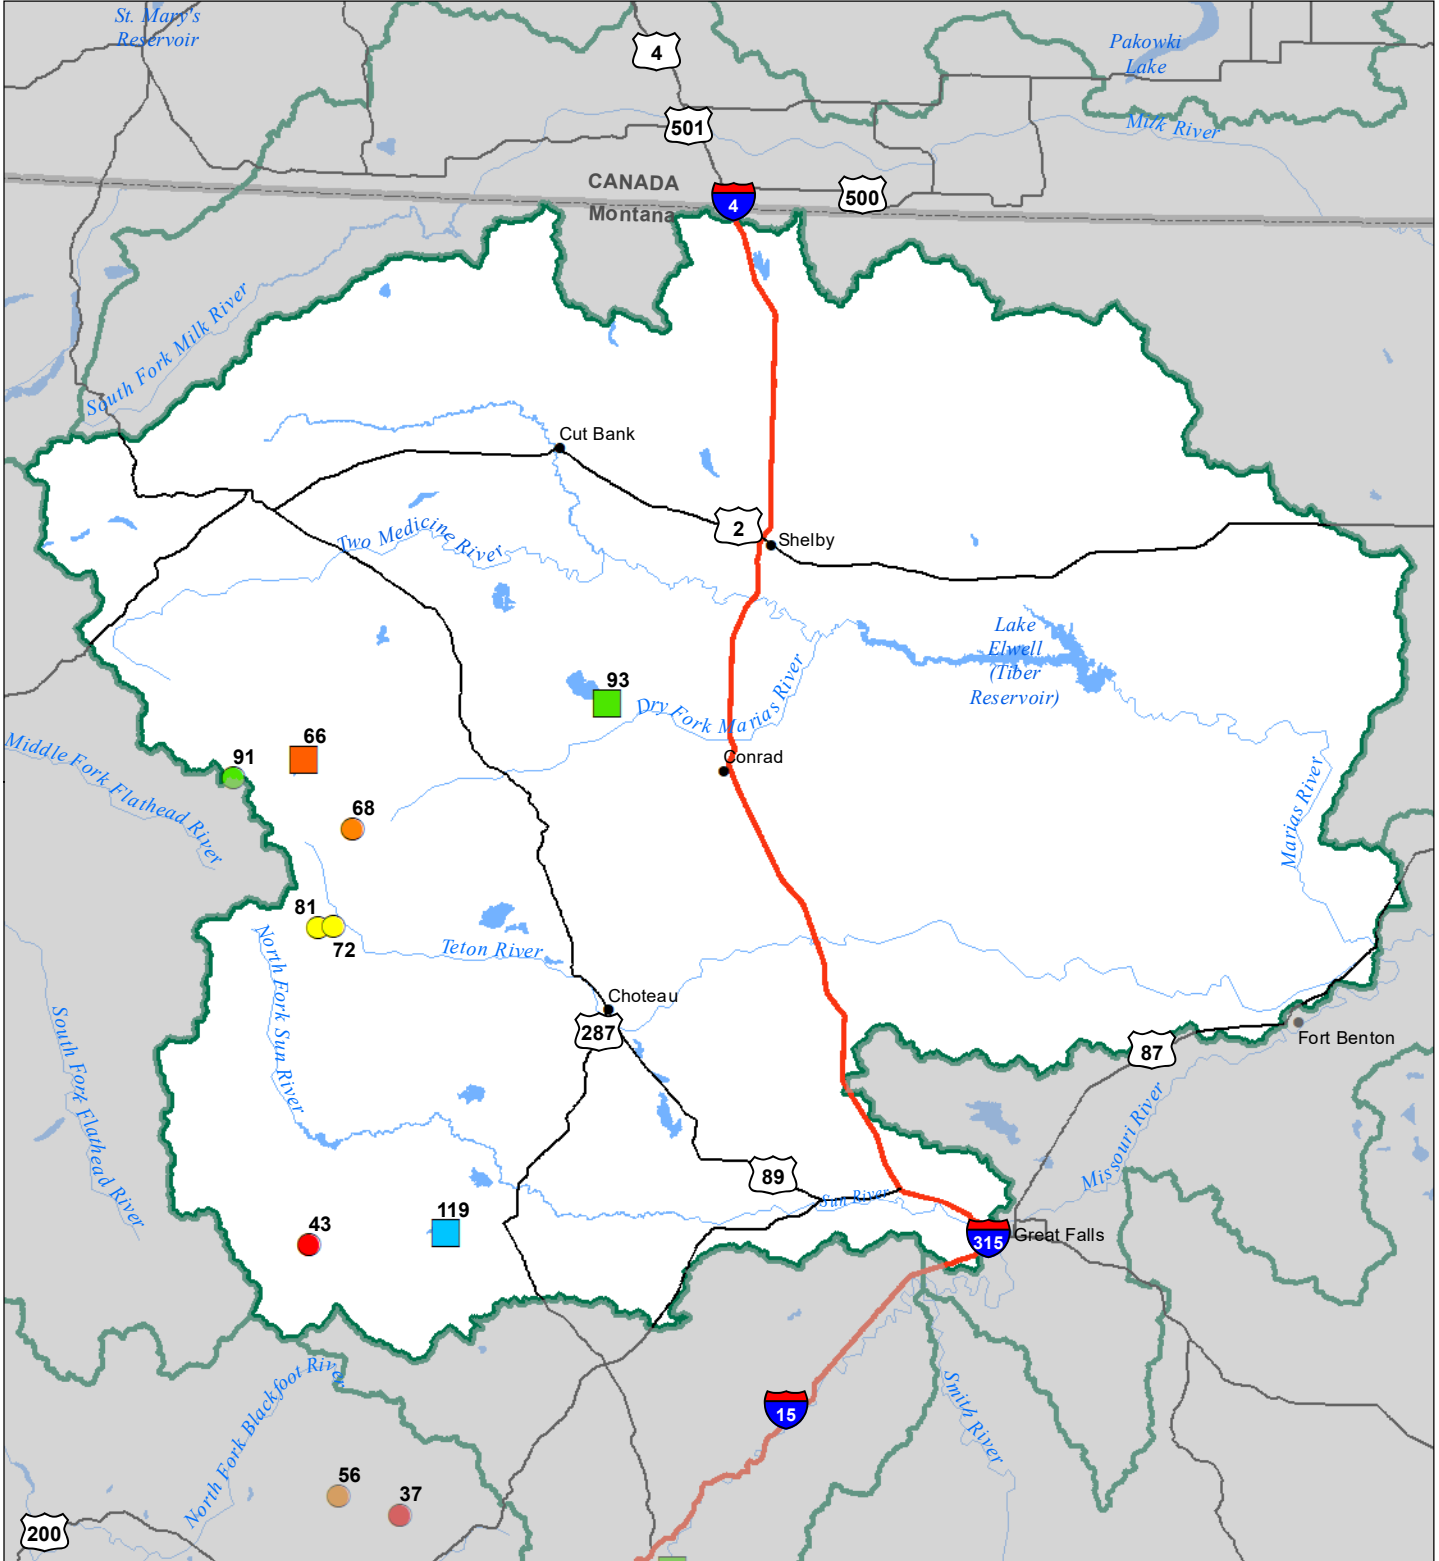 St. Mary's
Reservoir
4
Pakowki
Lake
501
Milk River
CANADA
Montana
4
500
South Fork Milk River
Cut Bank
2
Shelby
Two Medicine River
Lake
Elwell
(Tiber
Reservoir)
93
Dry Fork Marias River
66
91
Middle Fork Flathead River
Conrad
68
Marias River
81
72
North Fork Sun River
Teton River
Choteau
287
South Fork Flathead River
Fort Benton
87
Missouri River
89
Sun River
43
119
315
Great Falls
North Fork Blackfoot River
Smith River
15
56
37
200